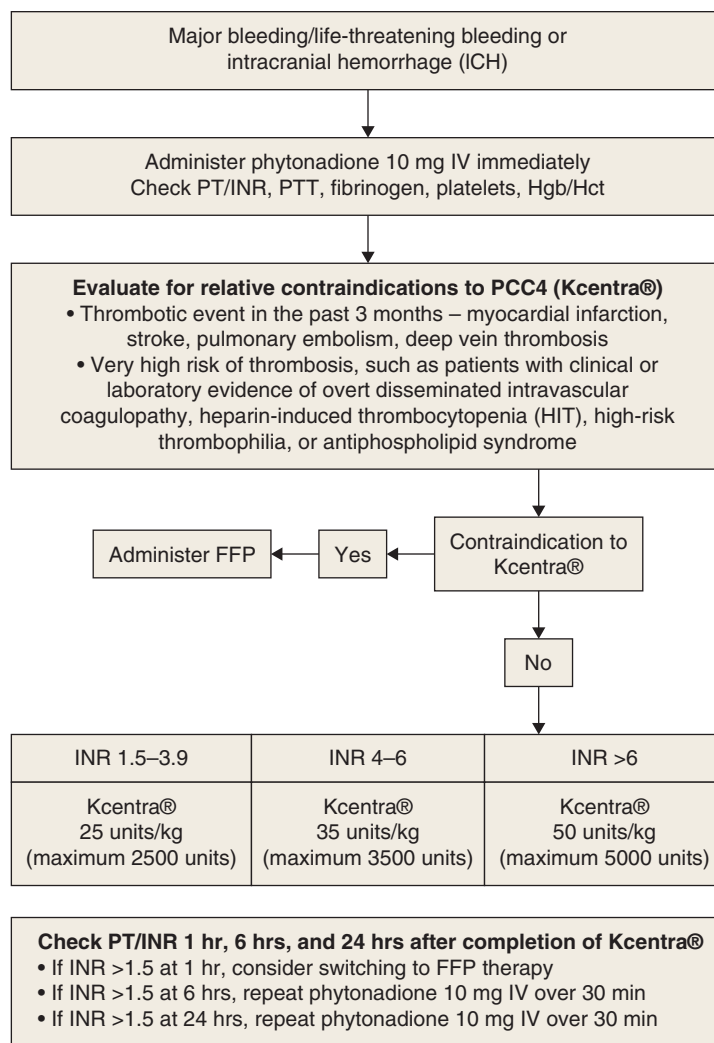 Major bleeding/life-threatening bleeding or
intracranial hemorrhage (ICH)
Administer phytonadione 10 mg IV immediately
Check PT/INR, PTT, fibrinogen, platelets, Hgb/Hct
Evaluate for relative contraindications to PCC4 (Kcentra®)
• Thrombotic event in the past 3 months – myocardial infarction,
stroke, pulmonary embolism, deep vein thrombosis
• Very high risk of thrombosis, such as patients with clinical or
laboratory evidence of overt disseminated intravascular
coagulopathy, heparin-induced thrombocytopenia (HIT), high-risk
thrombophilia, or antiphospholipid syndrome
Contraindication to
Kcentra®
Yes
Administer FFP
No
INR 1.5–3.9
INR 4–6
INR >6
Kcentra®
25 units/kg
(maximum 2500 units)
Kcentra®
35 units/kg
(maximum 3500 units)
Kcentra®
50 units/kg
(maximum 5000 units)
Check PT/INR 1 hr, 6 hrs, and 24 hrs after completion of Kcentra®
• If INR >1.5 at 1 hr, consider switching to FFP therapy
• If INR >1.5 at 6 hrs, repeat phytonadione 10 mg IV over 30 min
• If INR >1.5 at 24 hrs, repeat phytonadione 10 mg IV over 30 min